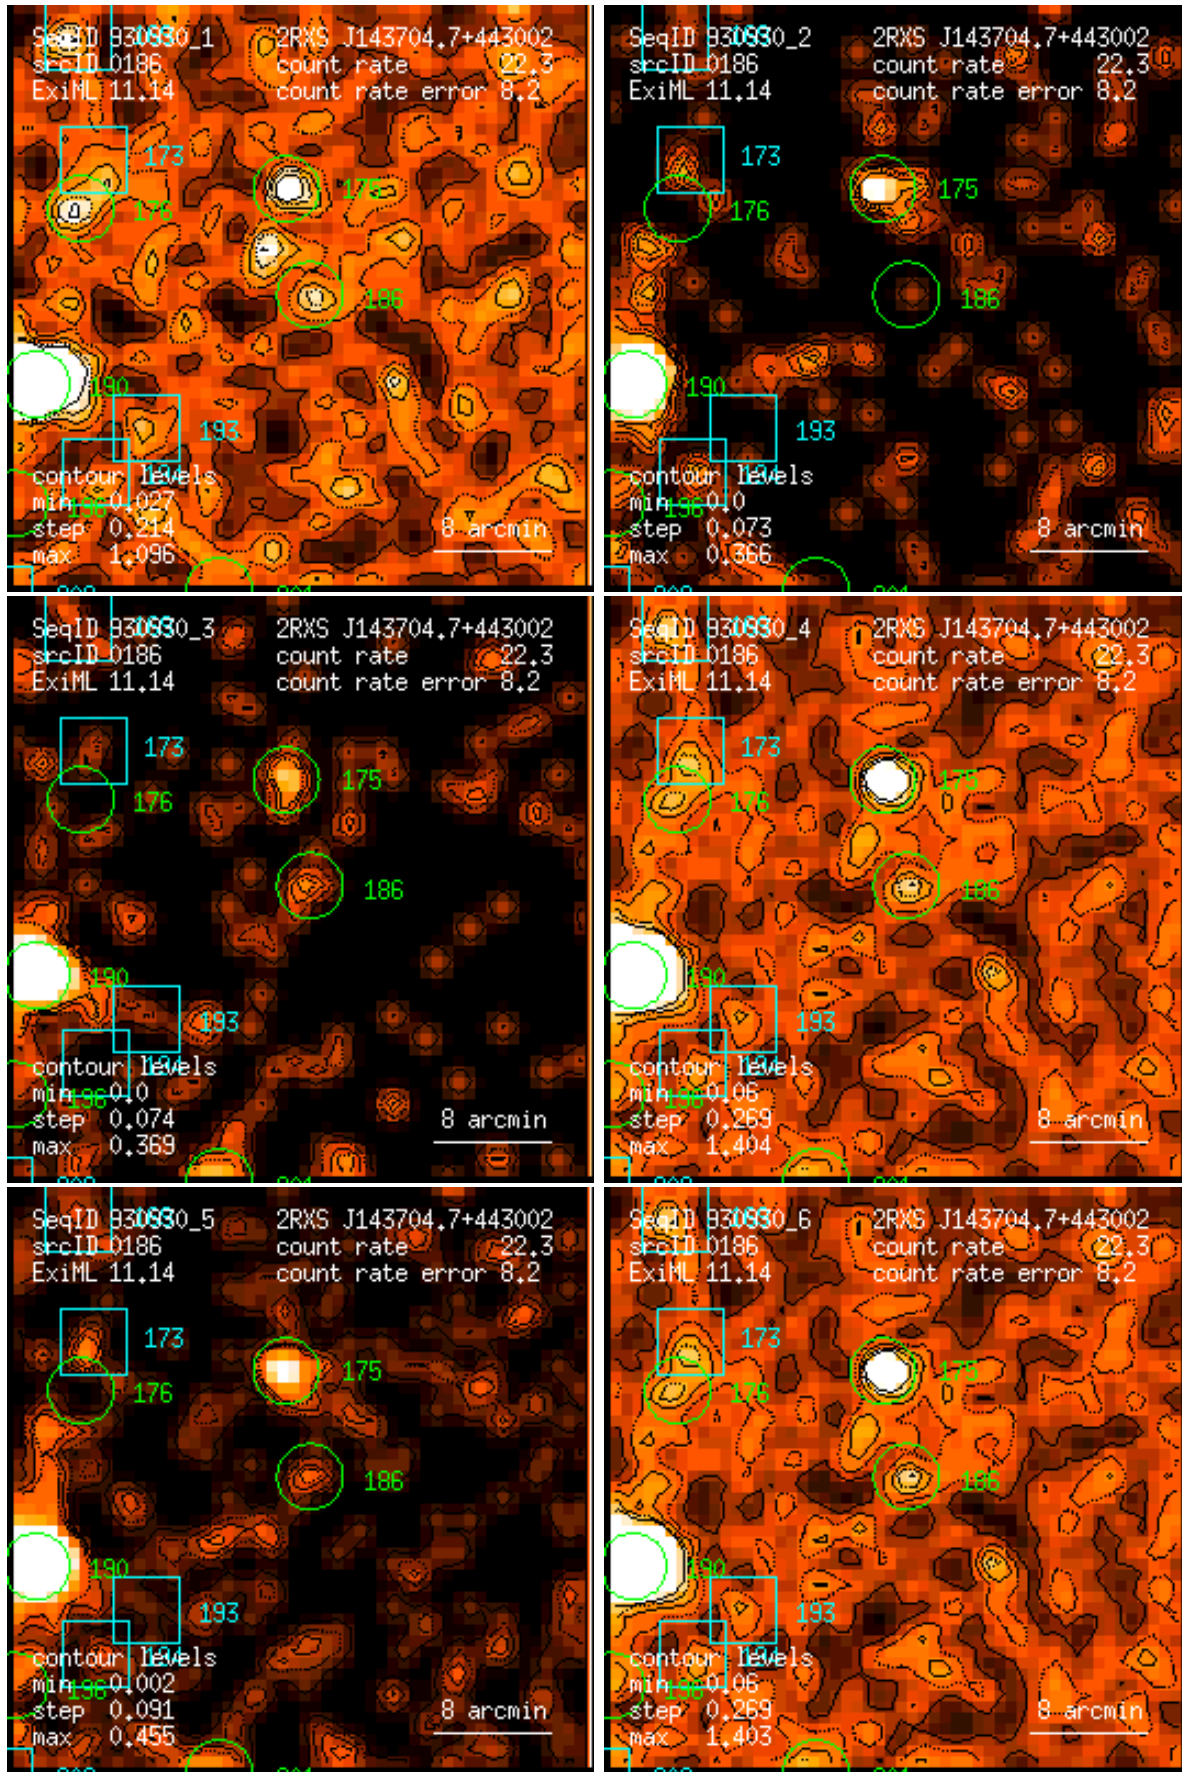 SeqID 930530_1 2RXS J143704.7+443002
srcID 0186 count rate 22.3
ExiML 11.14 count rate error 8.2
173
175
176
186
190
193
contour levels
min 0.027
196
step 0.214
8 arcmin
max 1.096
SeqID 930530_2 2RXS J143704.7+443002
srcID 0186 count rate 22.3
ExiML 11.14 count rate error 8.2
173
175
176
186
190
193
contour levels
min 0.0
196
step 0.073
8 arcmin
max 0.366
SeqID 930530_3 2RXS J143704.7+443002
srcID 0186 count rate 22.3
ExiML 11.14 count rate error 8.2
173
175
176
186
190
193
contour levels
min 0.0
196
step 0.074
8 arcmin
max 0.369
SeqID 930530_4 2RXS J143704.7+443002
srcID 0186 count rate 22.3
ExiML 11.14 count rate error 8.2
173
175
176
186
190
193
contour levels
min 0.06
196
step 0.269
8 arcmin
max 1.404
SeqID 930530_5 2RXS J143704.7+443002
srcID 0186 count rate 22.3
ExiML 11.14 count rate error 8.2
173
175
176
186
190
193
contour levels
min 0.002
196
step 0.091
8 arcmin
max 0.455
SeqID 930530_6 2RXS J143704.7+443002
srcID 0186 count rate 22.3
ExiML 11.14 count rate error 8.2
173
175
176
186
190
193
contour levels
min 0.06
196
step 0.269
8 arcmin
max 1.403